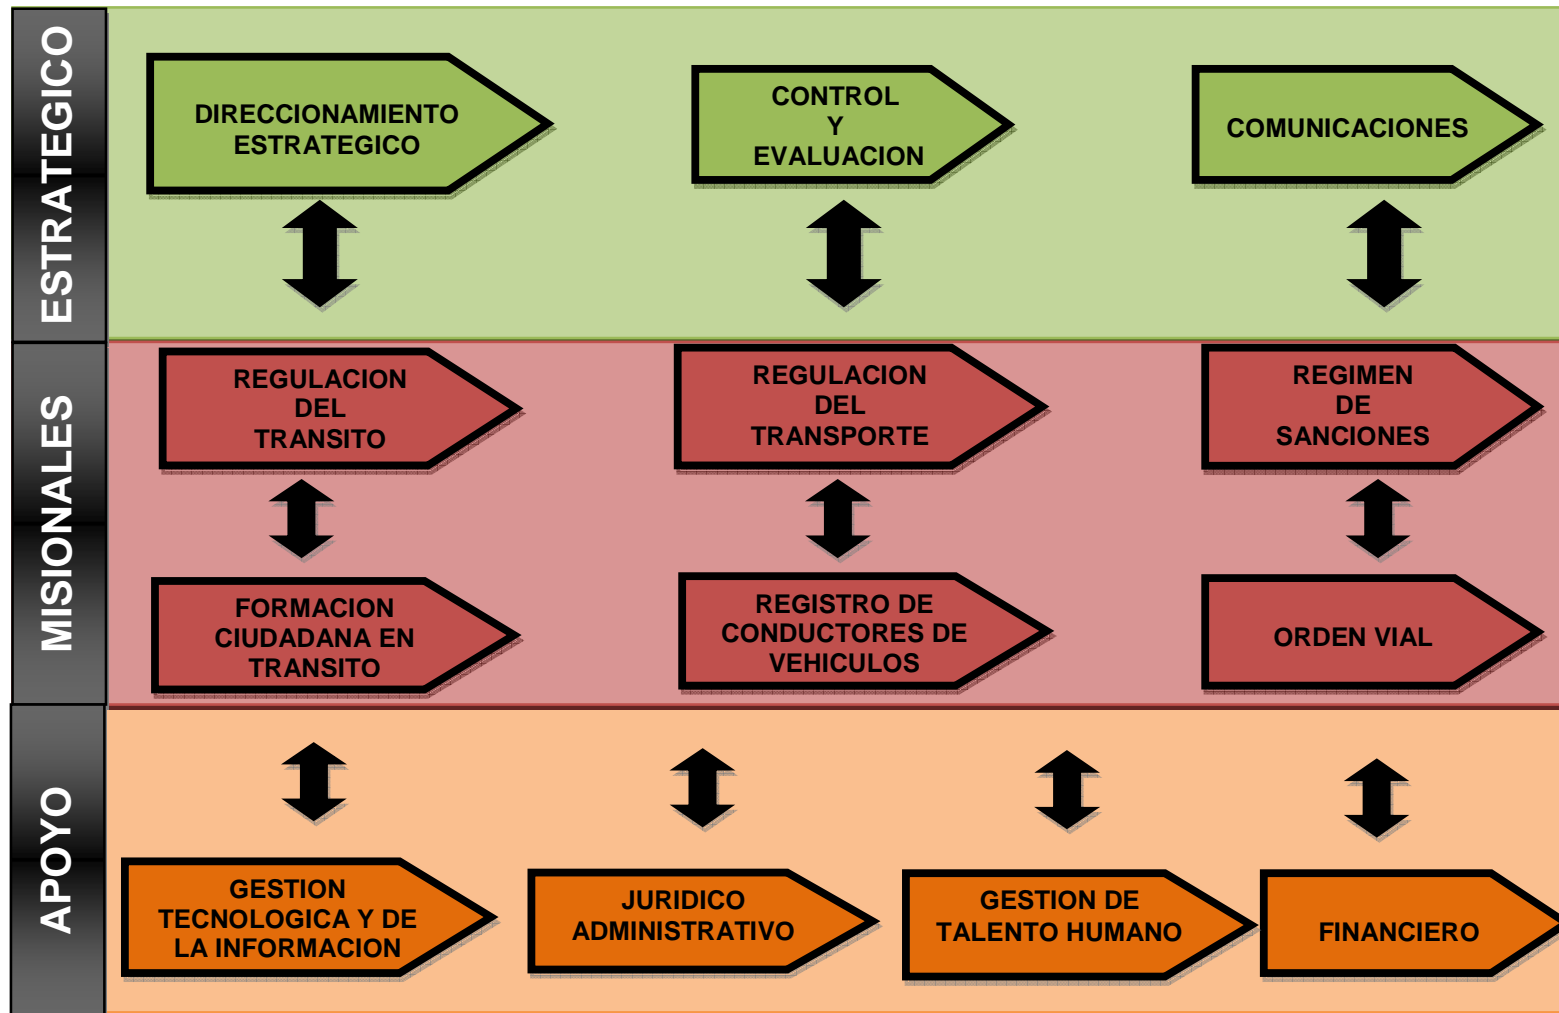 ESTRATEGICO
DIRECCIONAMIENTO
ESTRATEGICO
CONTROL
Y
EVALUACION
COMUNICACIONES
MISIONALES
REGULACION
DEL
TRANSITO
REGULACION
DEL
TRANSPORTE
REGIMEN
DE
SANCIONES
FORMACION
CIUDADANA EN
TRANSITO
REGISTRO DE
CONDUCTORES DE
VEHICULOS
ORDEN VIAL
APOYO
GESTION
TECNOLOGICA Y DE
LA INFORMACION
JURIDICO
ADMINISTRATIVO
GESTION DE
TALENTO HUMANO
FINANCIERO